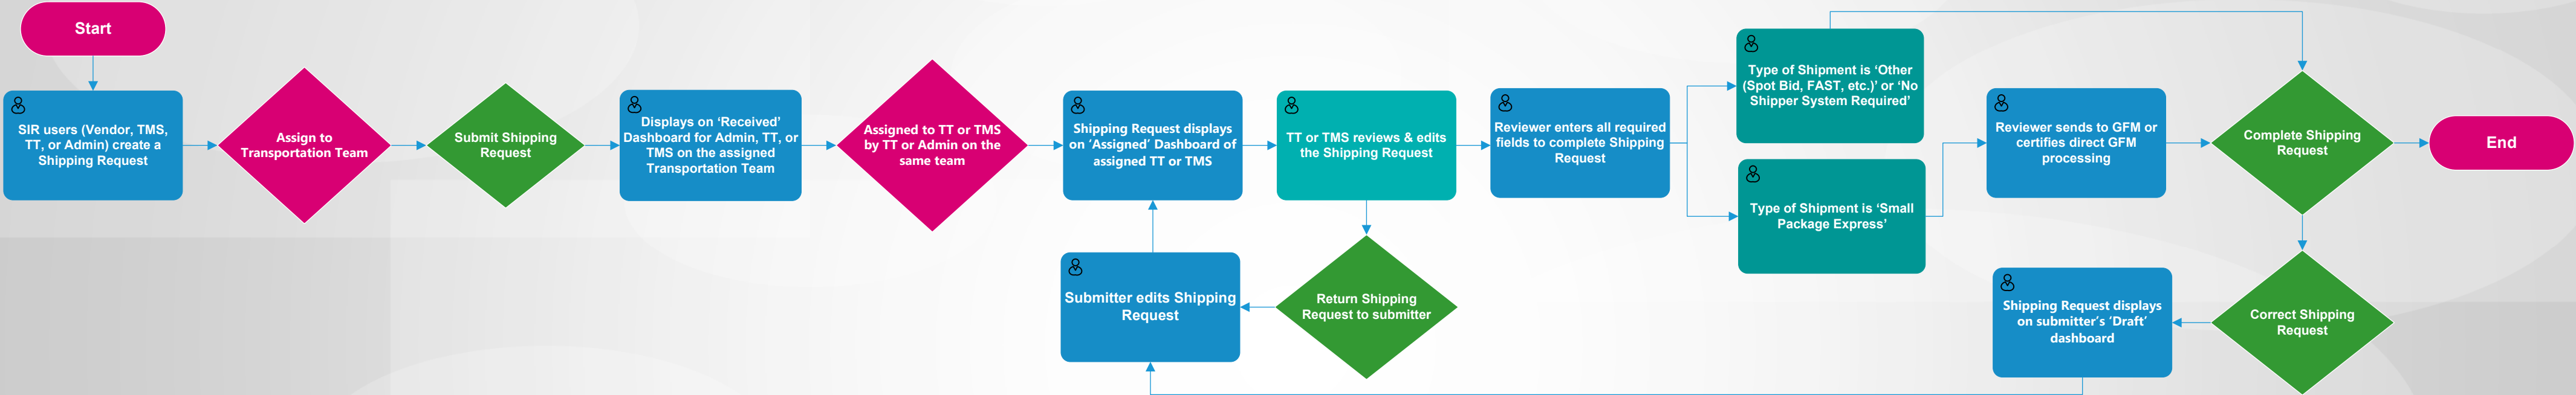 Start
SIR users (Vendor, TMS,
TT, or Admin) create a
Shipping Request
Assign to
Transportation Team
Submit Shipping
Request
Displays on ‘Received’
Dashboard for Admin, TT, or
TMS on the assigned
Transportation Team
Assigned to TT or TMS
by TT or Admin on the
same team
Shipping Request displays
on ‘Assigned’ Dashboard of
assigned TT or TMS
TT or TMS reviews & edits
the Shipping Request
Reviewer enters all required
fields to complete Shipping
Request
Type of Shipment is ‘Other
(Spot Bid, FAST, etc.)’ or ‘No
Shipper System Required’
Type of Shipment is ‘Small
Package Express’
Reviewer sends to GFM or
certifies direct GFM
processing
Complete Shipping
Request
End
Submitter edits Shipping
Request
Return Shipping
Request to submitter
Shipping Request displays
on submitter’s ‘Draft’
dashboard
Correct Shipping
Request